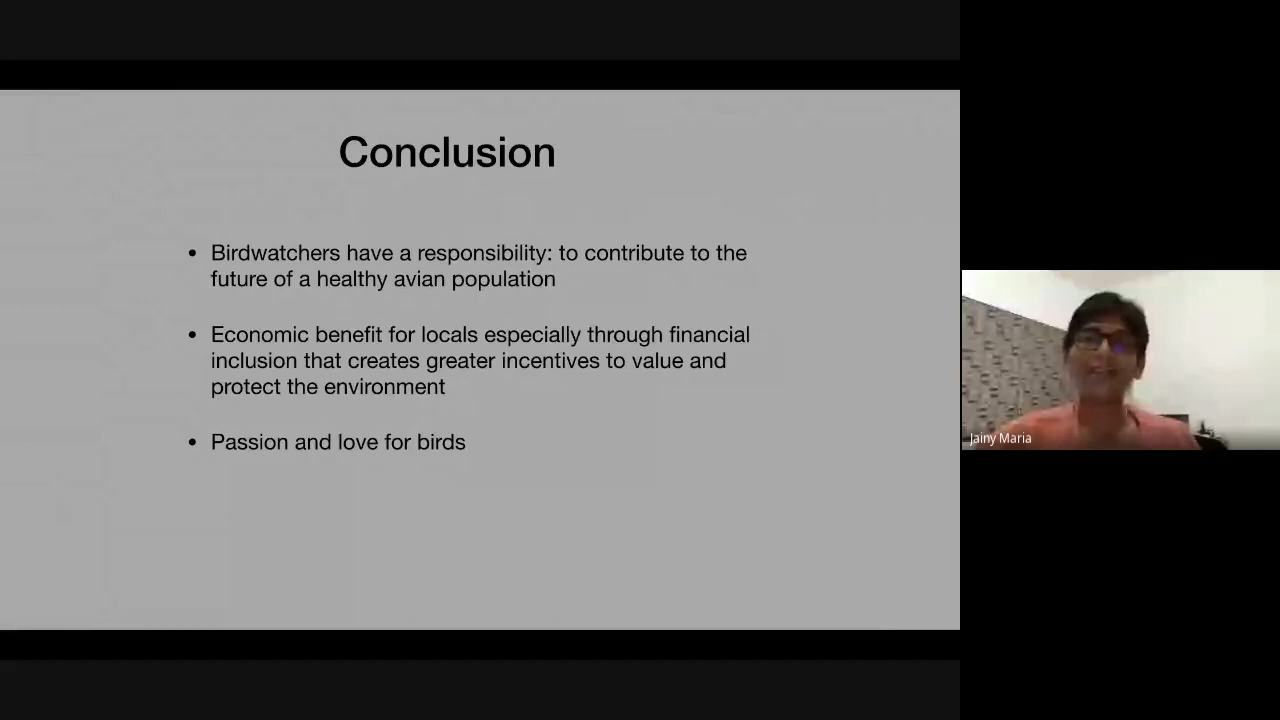 Conclusion
• Birdwatchers have a responsibility: to contribute to the
future of a healthy avian population
• Economic benefit for locals especially through financial
inclusion that creates greater incentives to value and
protect the environment
• Passion and love for birds
Jainy Maria